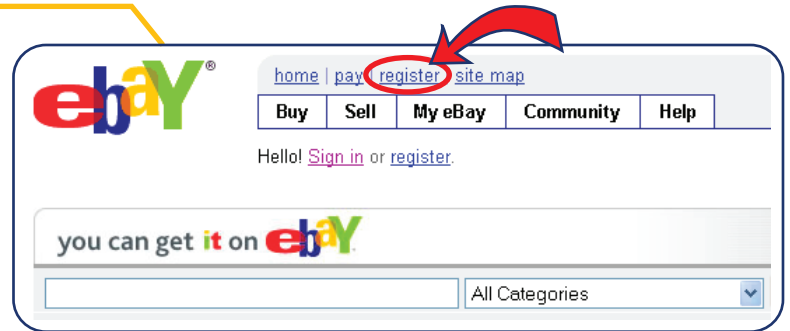 ebaY®
home | pay | register | site map
Buy Sell My eBay Community Help
Hello! Sign in or register.
you can get it on ebaY
All Categories